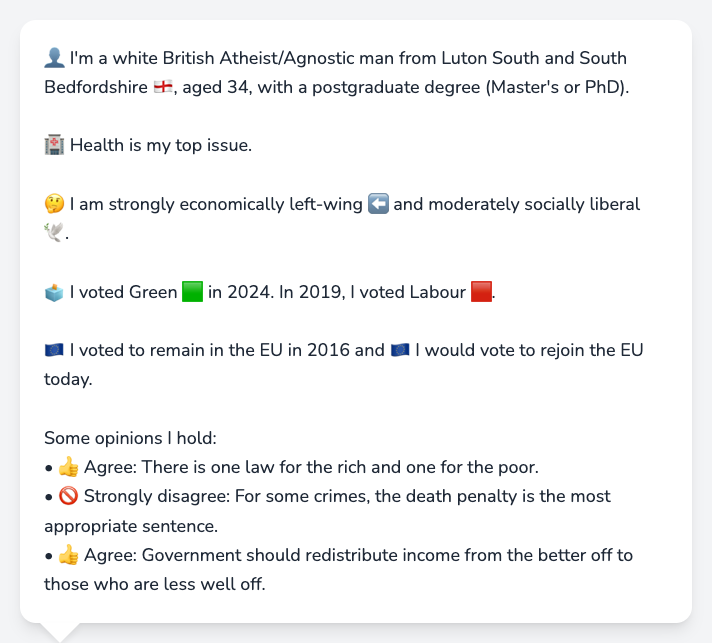 👤 I'm a white British Atheist/Agnostic man from Luton South and South
Bedfordshire 🏴󠁧󠁢󠁥󠁮󠁧󠁿, aged 34, with a postgraduate degree (Master's or PhD).
🏥 Health is my top issue.
🤔 I am strongly economically left-wing ⬅️ and moderately socially liberal
🕊️.
🗳️ I voted Green 🟩 in 2024. In 2019, I voted Labour 🟥.
🇪🇺 I voted to remain in the EU in 2016 and 🇪🇺 I would vote to rejoin the EU
today.
Some opinions I hold:
• 👍 Agree: There is one law for the rich and one for the poor.
• 🚫 Strongly disagree: For some crimes, the death penalty is the most
appropriate sentence.
• 👍 Agree: Government should redistribute income from the better off to
those who are less well off.